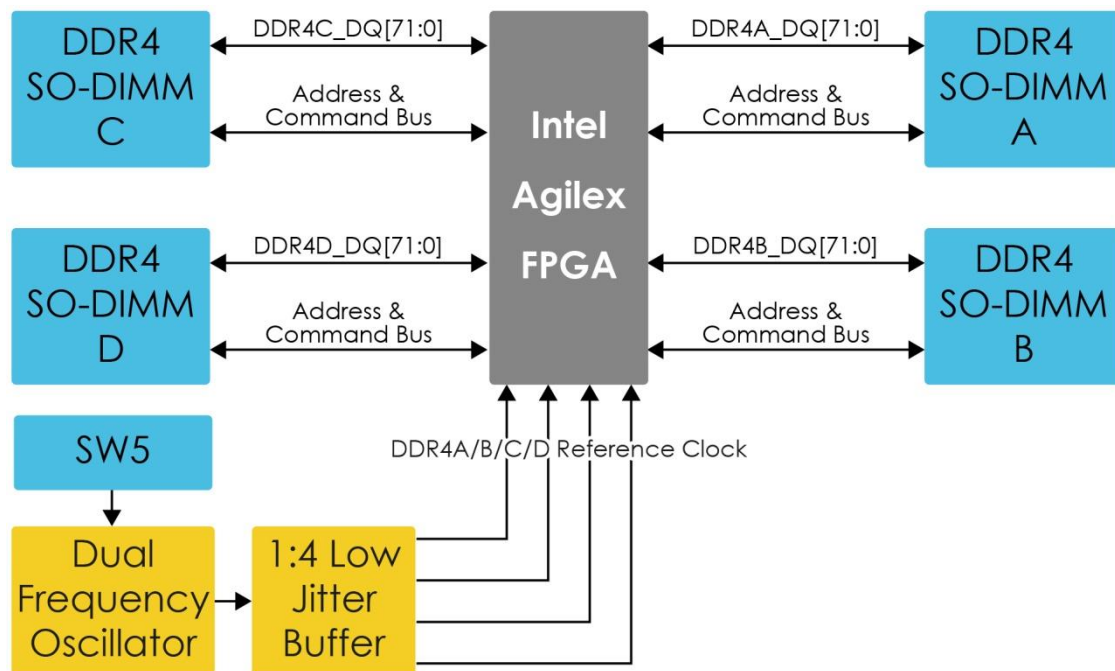 DDR4
SO-DIMM
C
DDR4C_DQ[71:0]
Address &
Command Bus
Intel
Agilex
FPGA
DDR4A_DQ[71:0]
Address &
Command Bus
DDR4
SO-DIMM
A
DDR4
SO-DIMM
D
DDR4D_DQ[71:0]
Address &
Command Bus
DDR4B_DQ[71:0]
Address &
Command Bus
DDR4
SO-DIMM
B
SW5
DDR4A/B/C/D Reference Clock
Dual
Frequency
Oscillator
1:4 Low
Jitter
Buffer